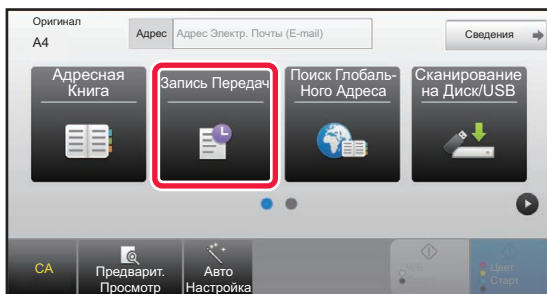 Оригинал
A4
Адрес
Адрес Электр. Почты (E-mail)
Сведения
Адресная
Книга
Запись Передач
Поиск Глобаль-
Ного Адреса
Сканирование
на Диск/USB
CA
Предварит.
Просмотр
Авто
Настройка
Ч/Б
Старт
Цвет
Старт